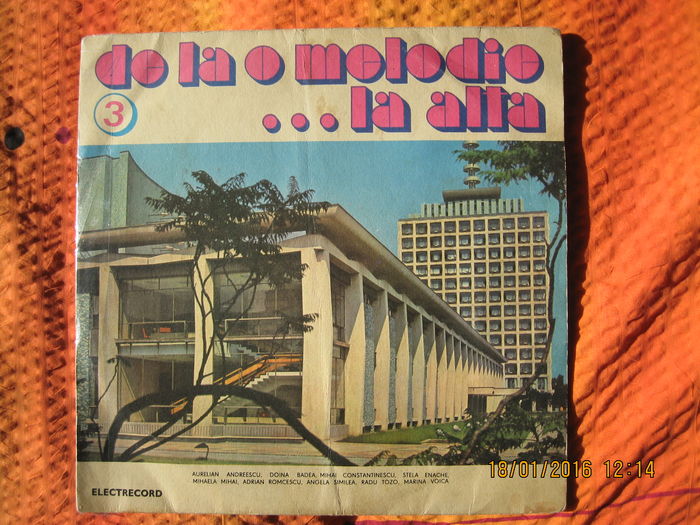 de la o melodie
3 ... la alta
AURELIAN ANDREESCU, DOINA BADEA, MIHAI CONSTANTINESCU, STELA ENACHE,
MIHAELA MIHAI, ADRIAN ROMCESCU, ANGELA SIMILEA, RADU TOZO, MARINA VOICA
ELECTRECORD
18/01/2016 12:14